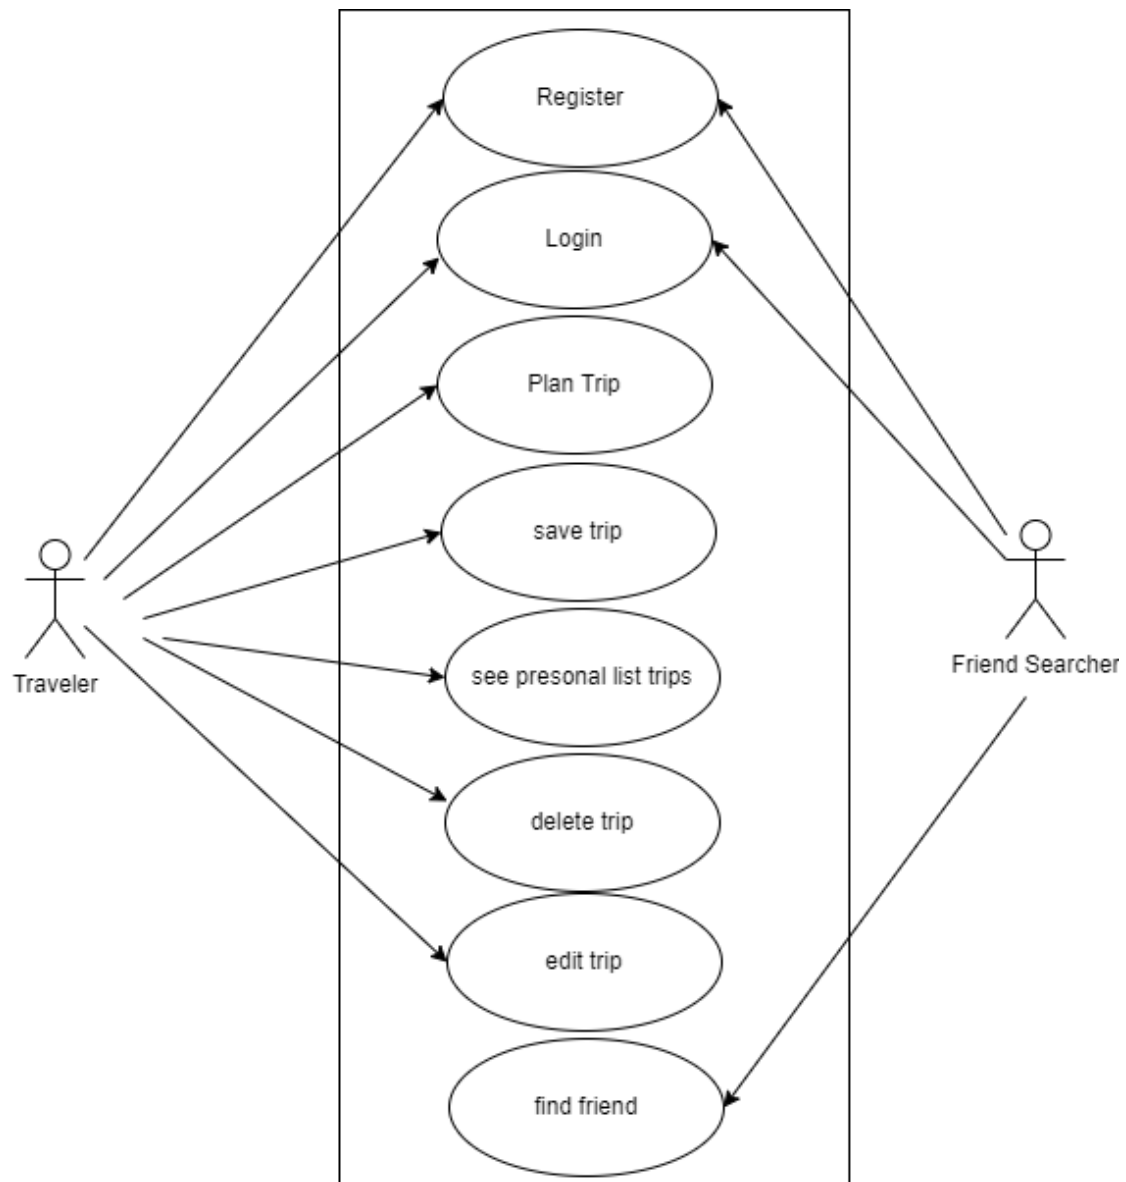 Register
Login
Plan Trip
save trip
see presonal list trips
delete trip
edit trip
find friend
Traveler
Friend Searcher